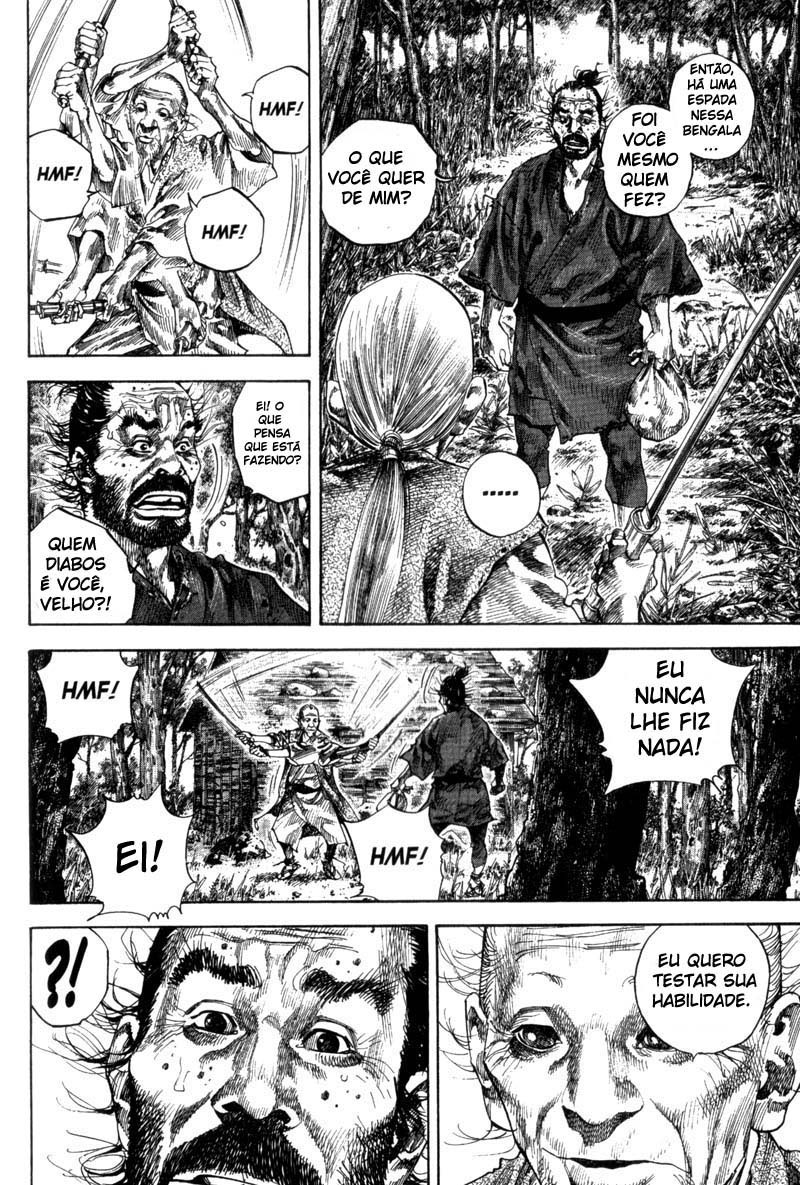 ENTÃO,
HÁ UMA
ESPADA
NESSA
BENGALA
...
FOI
VOCÊ
MESMO
QUEM
FEZ?
O QUE
VOCÊ QUER
DE MIM?
.....
HMF!
HMF!
HMF!
EI! O
QUE
PENSA
QUE ESTÁ
FAZENDO?
QUEM
DIABOS
É VOCÊ,
VELHO?!
EU
NUNCA
LHE FIZ
NADA!
HMF!
HMF!
EI!
EU QUERO
TESTAR SUA
HABILIDADE.
?!